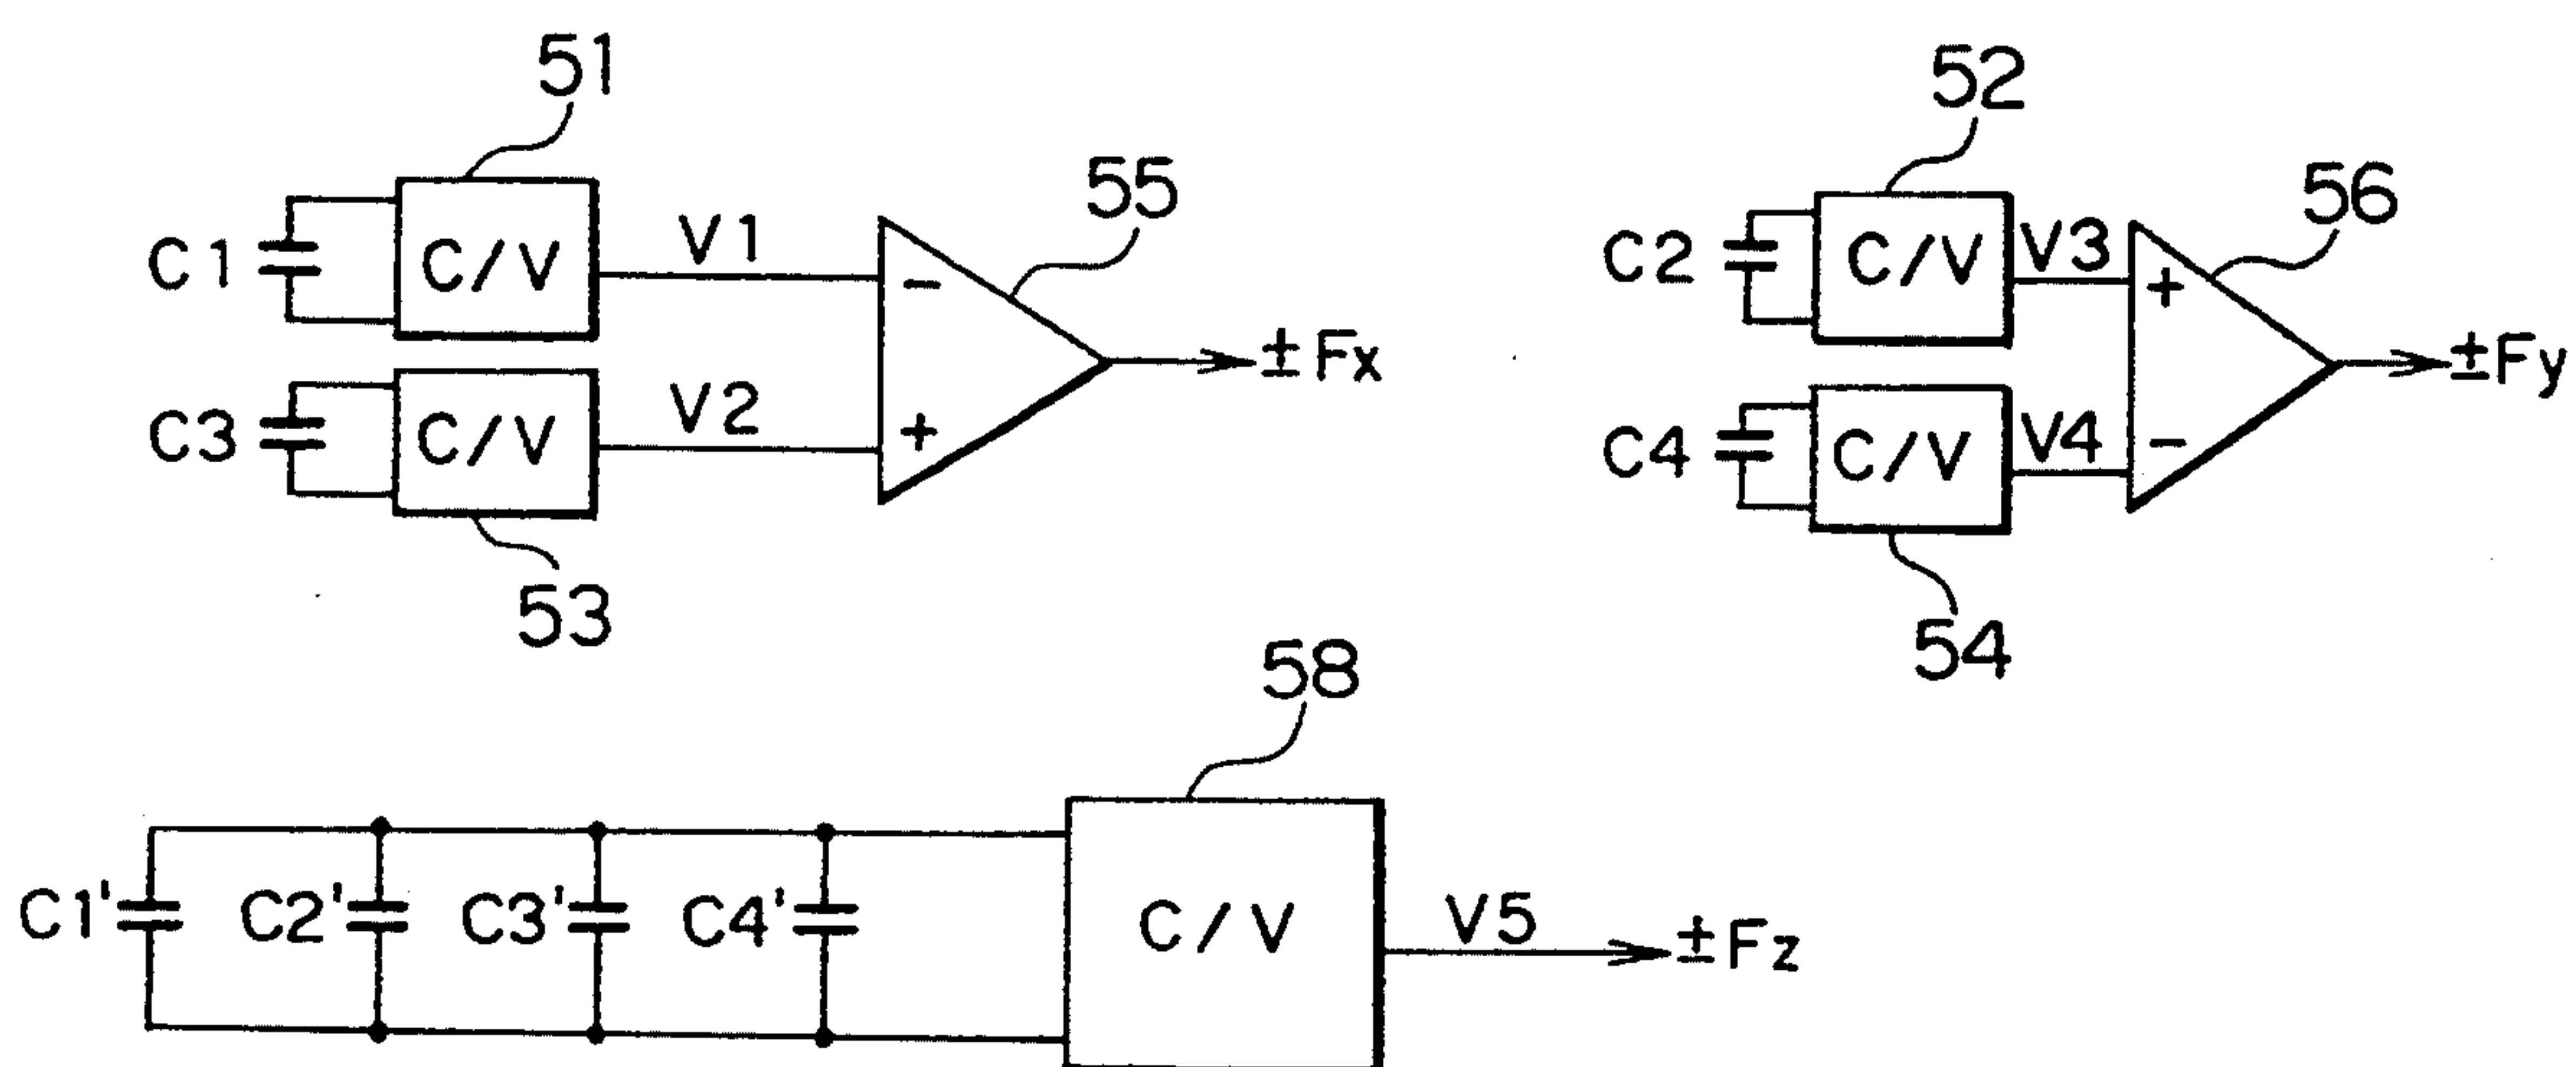 51
C1
C/V
V1
-
+
55
±Fx
C3
C/V
V2
53
52
C2
C/V
V3
+
-
56
±Fy
C4
C/V
V4
54
58
C1'
C2'
C3'
C4'
C/V
V5
±Fz